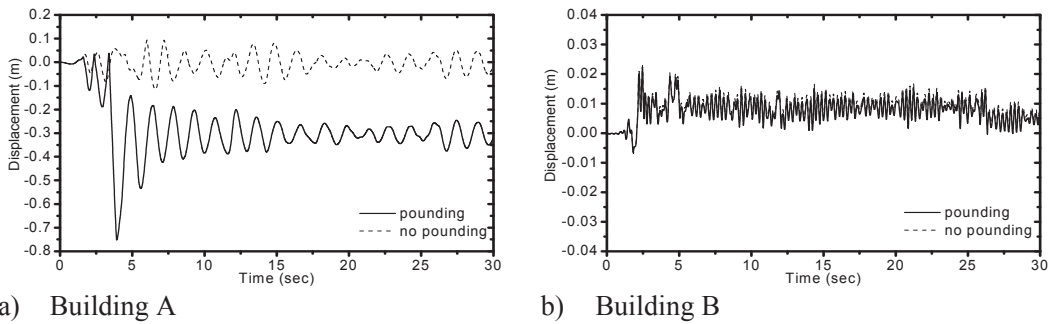 0.2
0.1
0.0
-0.1
-0.2
-0.3
-0.4
-0.5
-0.6
-0.7
-0.8
Displacement (m)
pounding
no pounding
0 5 10 15 20 25 30
Time (sec)
a) Building A
0.04
0.03
0.02
0.01
0.00
-0.01
-0.02
-0.03
-0.04
Displacement (m)
pounding
no pounding
0 5 10 15 20 25 30
Time (sec)
b) Building B